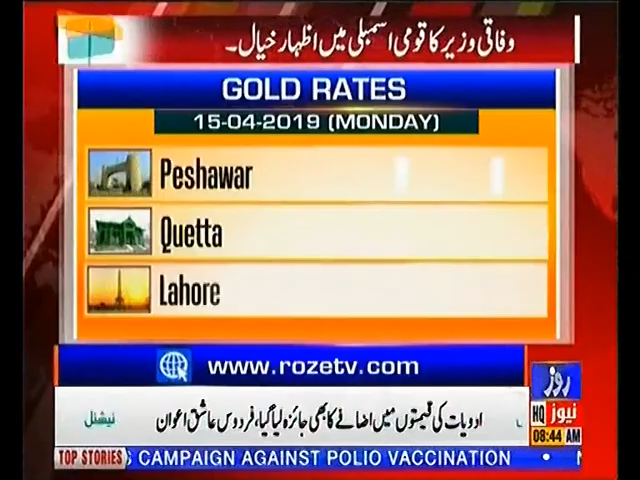 وفاقی وزیر کا قومی اسمبلی میں اظہار خیال۔
GOLD RATES
15-04-2019 (MONDAY)
Peshawar
Quetta
Lahore
www.rozetv.com
روز
HQ نیوز
08:44 AM
ادویات کی قیمتوں میں اضافے کا بھی جائزہ لیا گیا، فردوس عاشق اعوان
نیشنل
TOP STORIES CAMPAIGN AGAINST POLIO VACCINATION